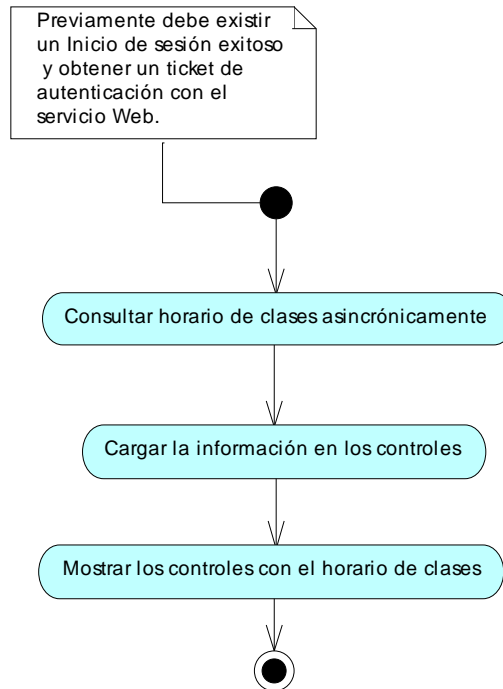 Previamente debe existir
un Inicio de sesión exitoso
y obtener un ticket de
autenticación con el
servicio Web.
Consultar horario de clases asincrónicamente
Cargar la información en los controles
Mostrar los controles con el horario de clases